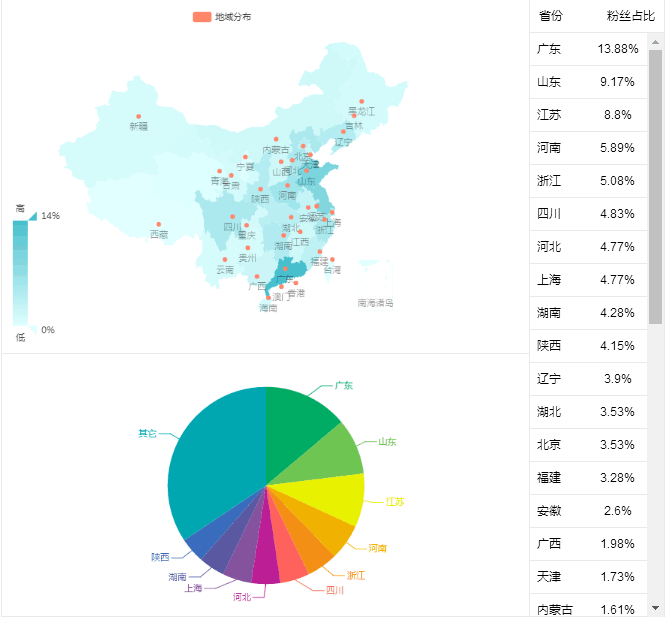 地域分布
高
14%
0%
低
新疆
黑龙江
吉林
辽宁
内蒙古
北京
天津
河北
山西
山东
宁夏
青海
甘肃
陕西
河南
西藏
四川
重庆
湖北
安徽
江苏
上海
浙江
湖南
江西
云南
贵州
福建
台湾
广西
广东
澳门
香港
海南
南海诸岛
广东
山东
江苏
河南
浙江
四川
河北
上海
湖南
陕西
其它
省份 粉丝占比
广东 13.88%
山东 9.17%
江苏 8.8%
河南 5.89%
浙江 5.08%
四川 4.83%
河北 4.77%
上海 4.77%
湖南 4.28%
陕西 4.15%
辽宁 3.9%
湖北 3.53%
北京 3.53%
福建 3.28%
安徽 2.6%
广西 1.98%
天津 1.73%
内蒙古 1.61%